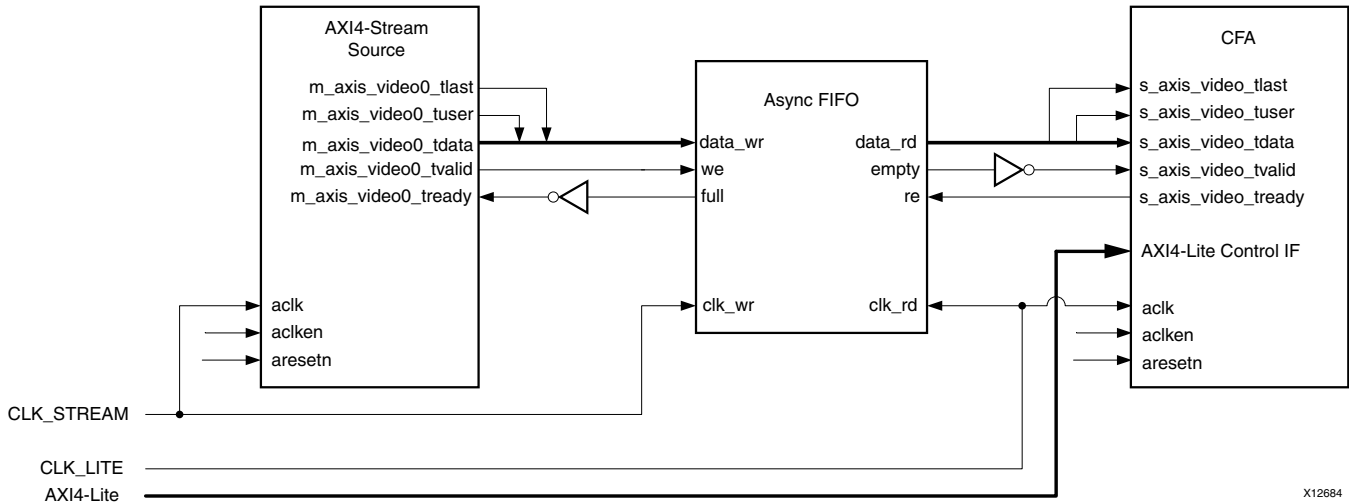 AXI4-Stream
Source
m_axis_video0_tlast
m_axis_video0_tuser
m_axis_video0_tdata
m_axis_video0_tvalid
m_axis_video0_tready
aclk
aclken
aresetn
Async FIFO
data_wr
we
full
clk_wr
data_rd
empty
re
clk_rd
CFA
s_axis_video_tlast
s_axis_video_tuser
s_axis_video_tdata
s_axis_video_tvalid
s_axis_video_tready
AXI4-Lite Control IF
aclk
aclken
aresetn
CLK_STREAM
CLK_LITE
AXI4-Lite
X12684